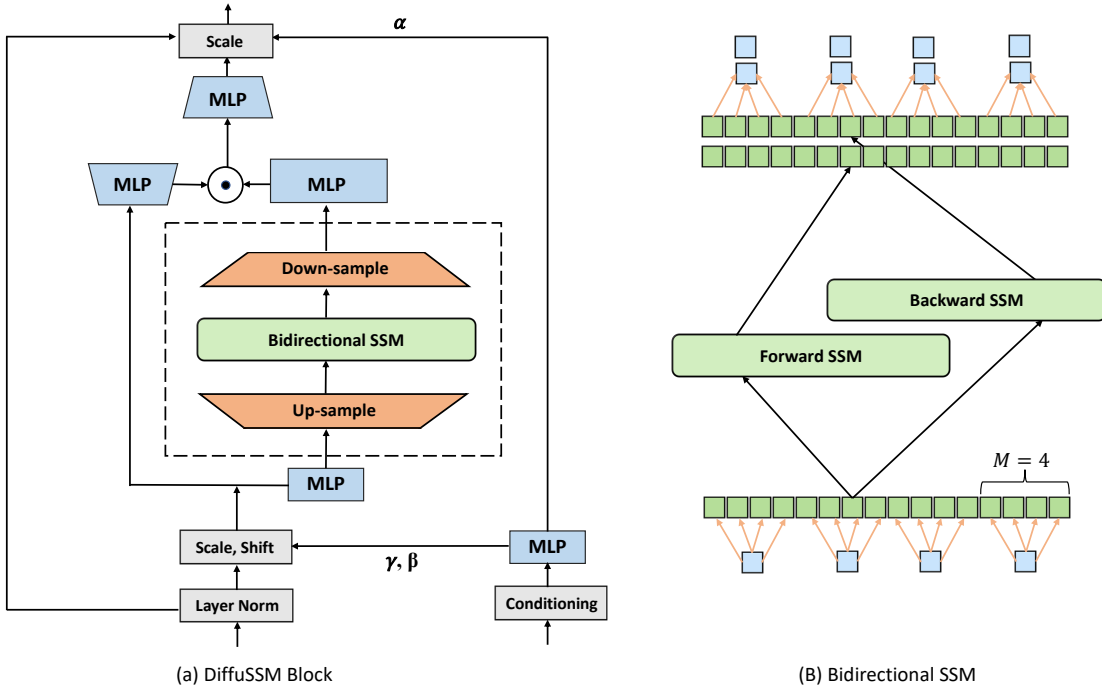 α
Scale
MLP
MLP
MLP
Down-sample
Bidirectional SSM
Up-sample
MLP
Scale, Shift
γ, β
MLP
Layer Norm
Conditioning
(a) DiffuSSM Block
Backward SSM
Forward SSM
M = 4
(B) Bidirectional SSM